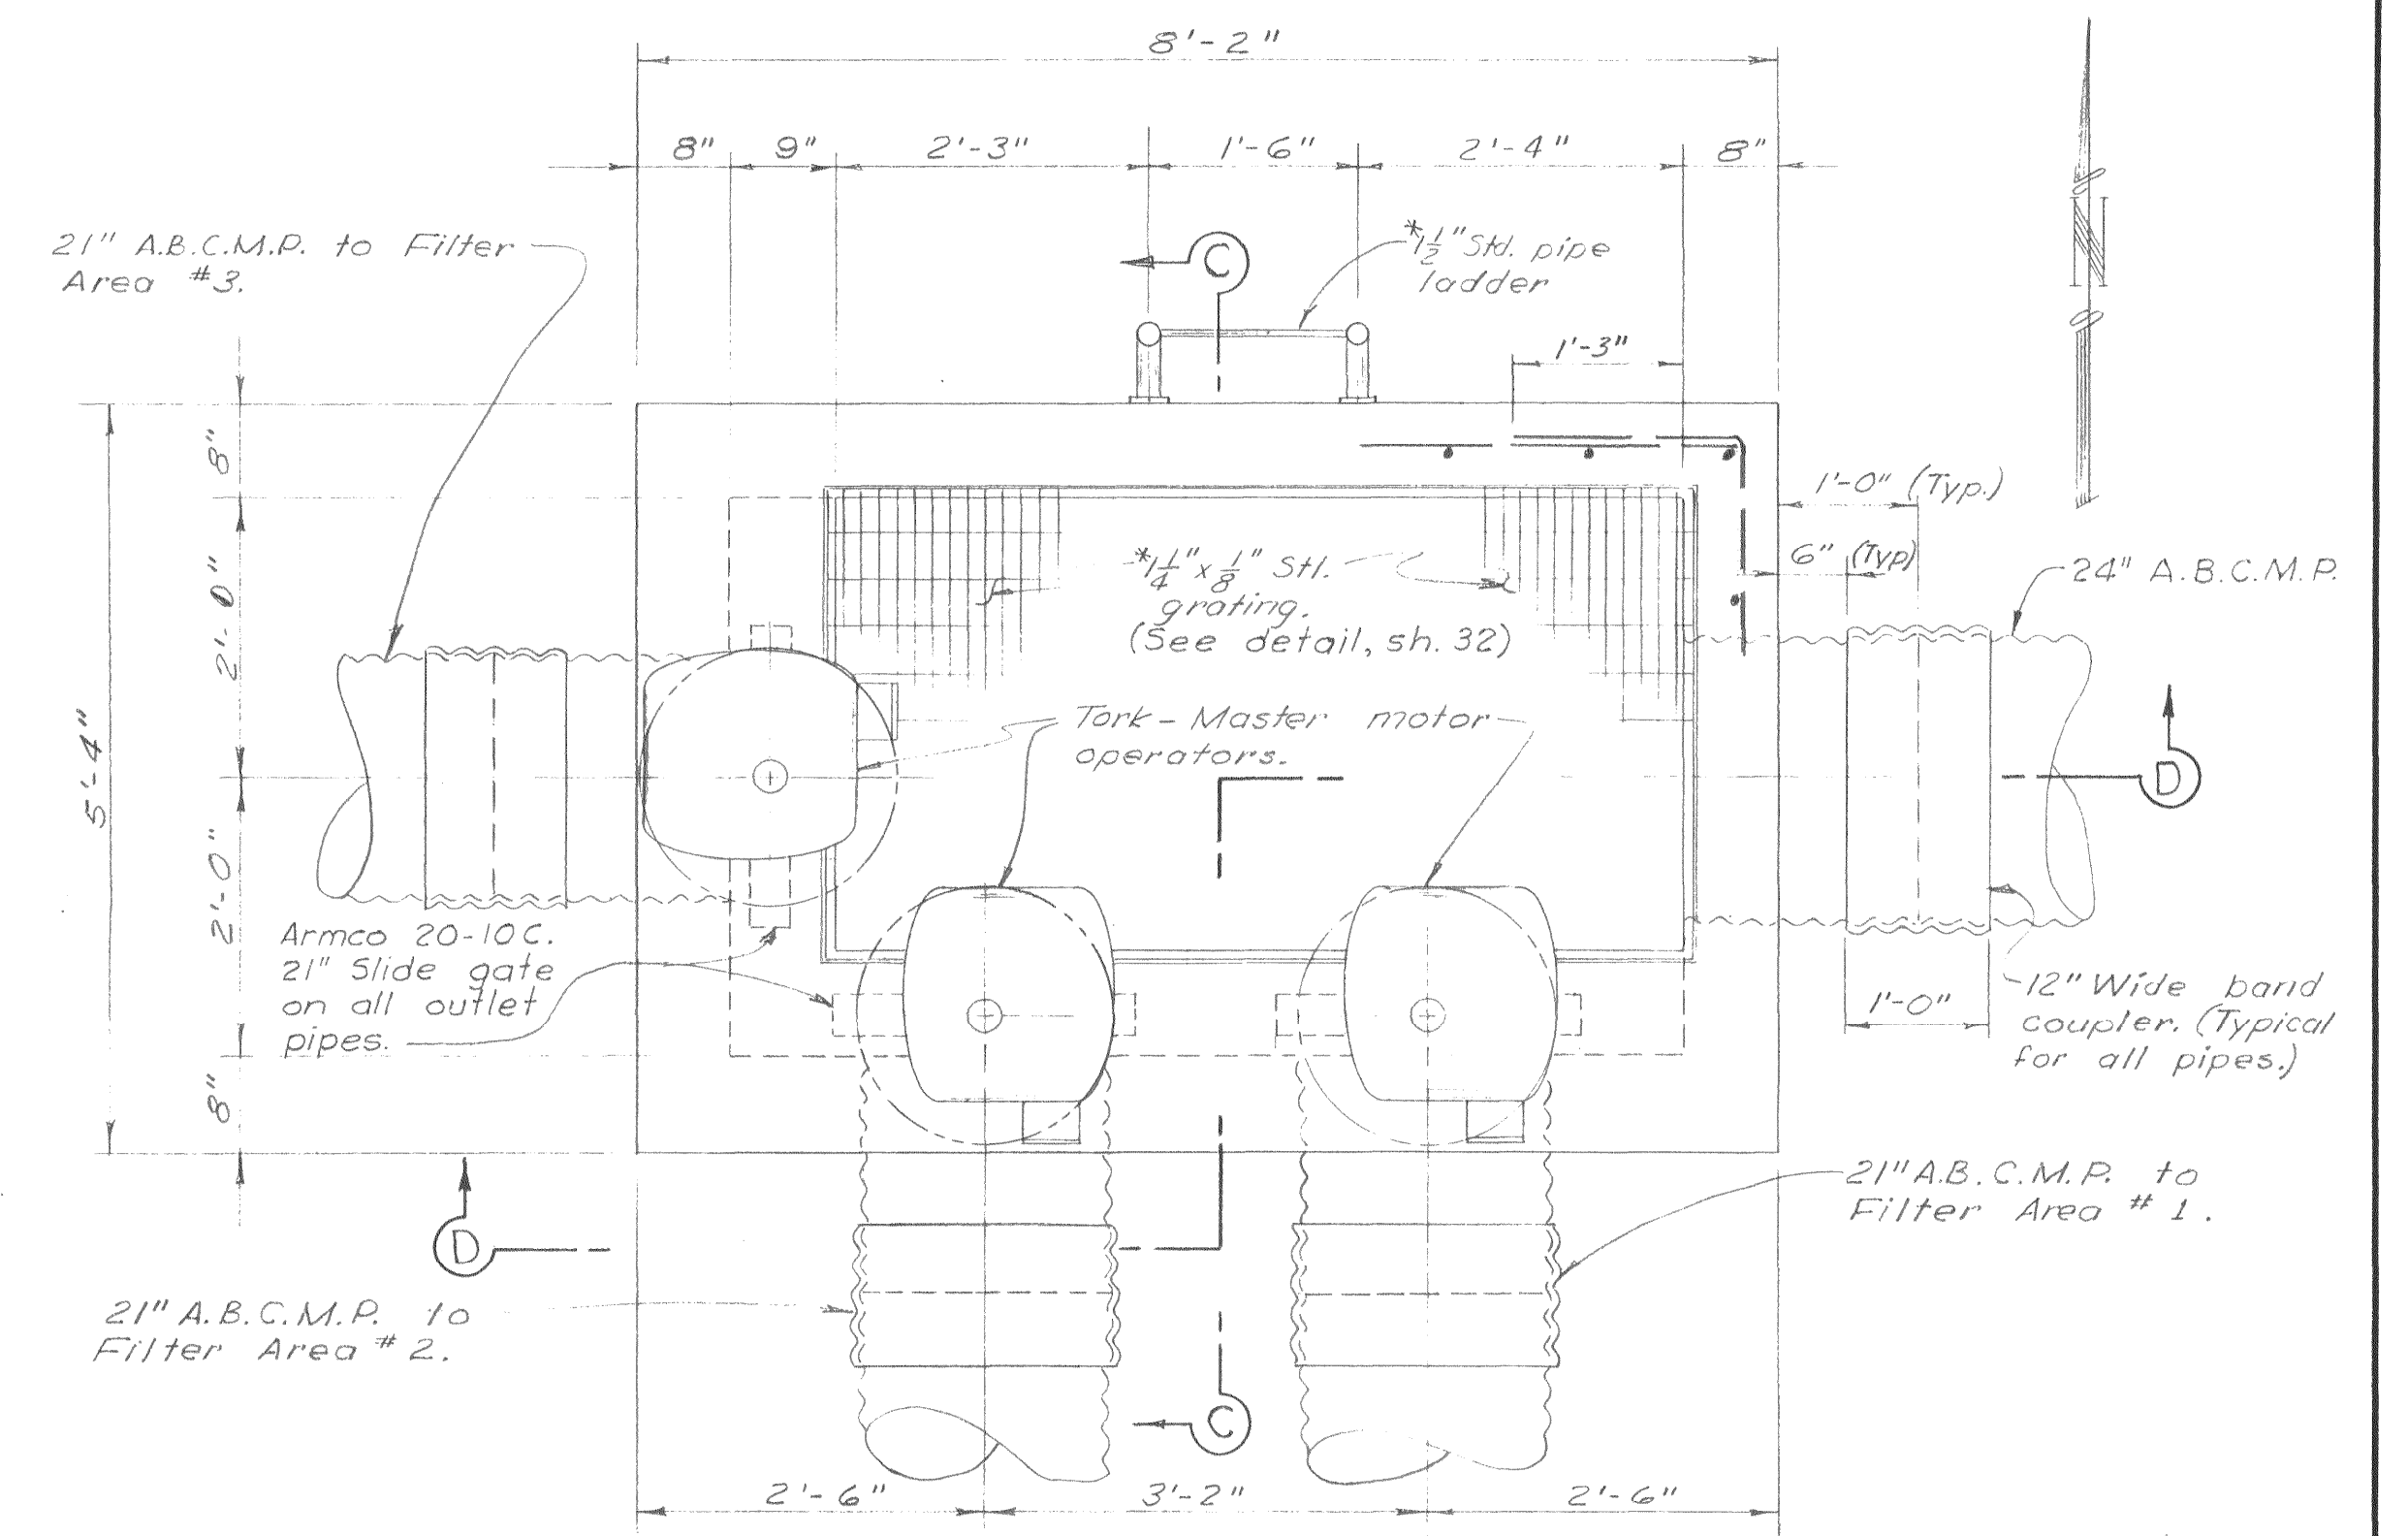 8'-2"
8" 9" 2'-3" 1'-6" 2'-4" 8"
21" A.B.C.M.P. to Filter
Area #3.
C
*1½" Std. pipe
ladder
N
1'-3"
8"
2'-0"
5'-4"
2'-0"
8"
1'-0" (Typ.)
6" (Typ)
24" A.B.C.M.P.
*1¼" x ⅛" Stl.
grating.
(See detail, sh. 32)
Tork-Master motor
operators.
D
Armco 20-10C.
21" Slide gate
on all outlet
pipes.
1'-0"
12" Wide band
coupler. (Typical
for all pipes.)
21" A.B.C.M.P. to
Filter Area #1.
D
21" A.B.C.M.P. to
Filter Area #2.
C
2'-6" 3'-2" 2'-6"